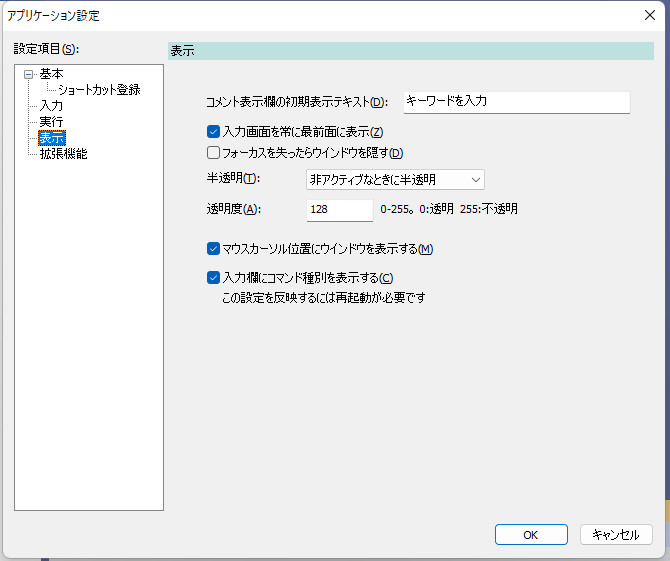 アプリケーション設定
設定項目(S):
基本
ショートカット登録
入力
実行
表示
拡張機能
表示
コメント表示欄の初期表示テキスト(D): キーワードを入力
入力画面を常に最前面に表示(Z)
フォーカスを失ったらウインドウを隠す(D)
半透明(T): 非アクティブなときに半透明
透明度(A): 128 0-255。0:透明 255:不透明
マウスカーソル位置にウインドウを表示する(M)
入力欄にコマンド種別を表示する(C)
この設定を反映するには再起動が必要です
OK キャンセル